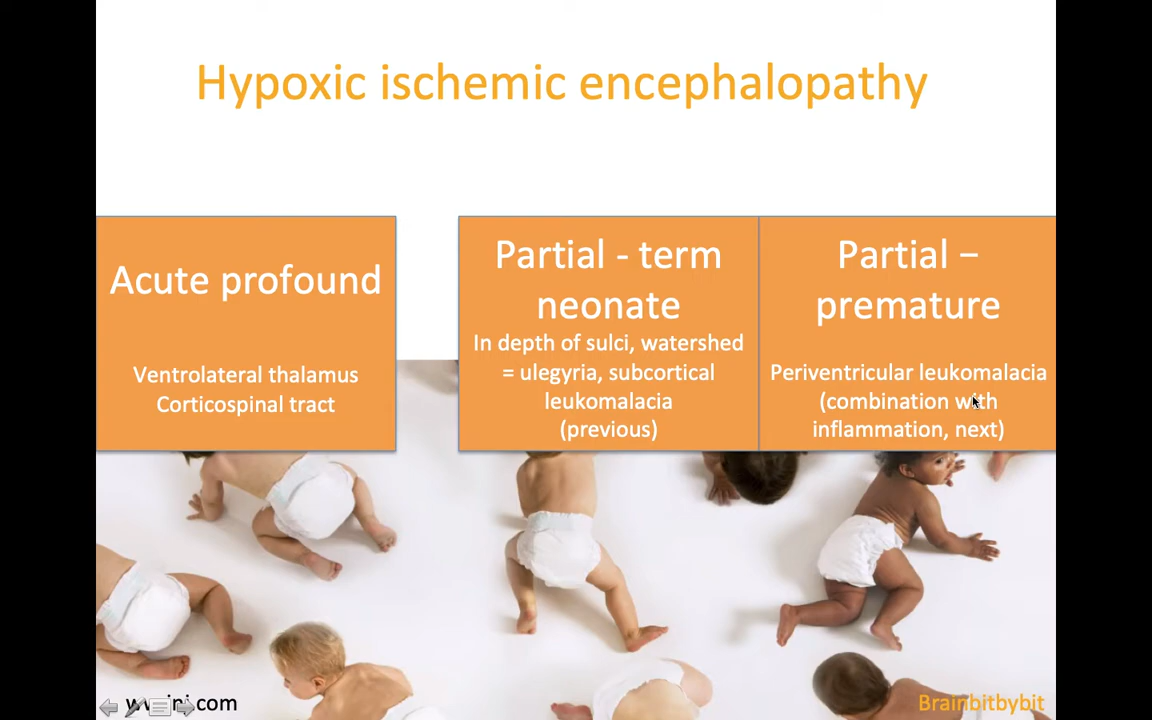 Hypoxic ischemic encephalopathy
Acute profound
Ventrolateral thalamus
Corticospinal tract
Partial - term
neonate
In depth of sulci, watershed
= ulegyria, subcortical
leukomalacia
(previous)
Partial –
premature
Periventricular leukomalacia
(combination with
inflammation, next)
.com
Brainbitbybit